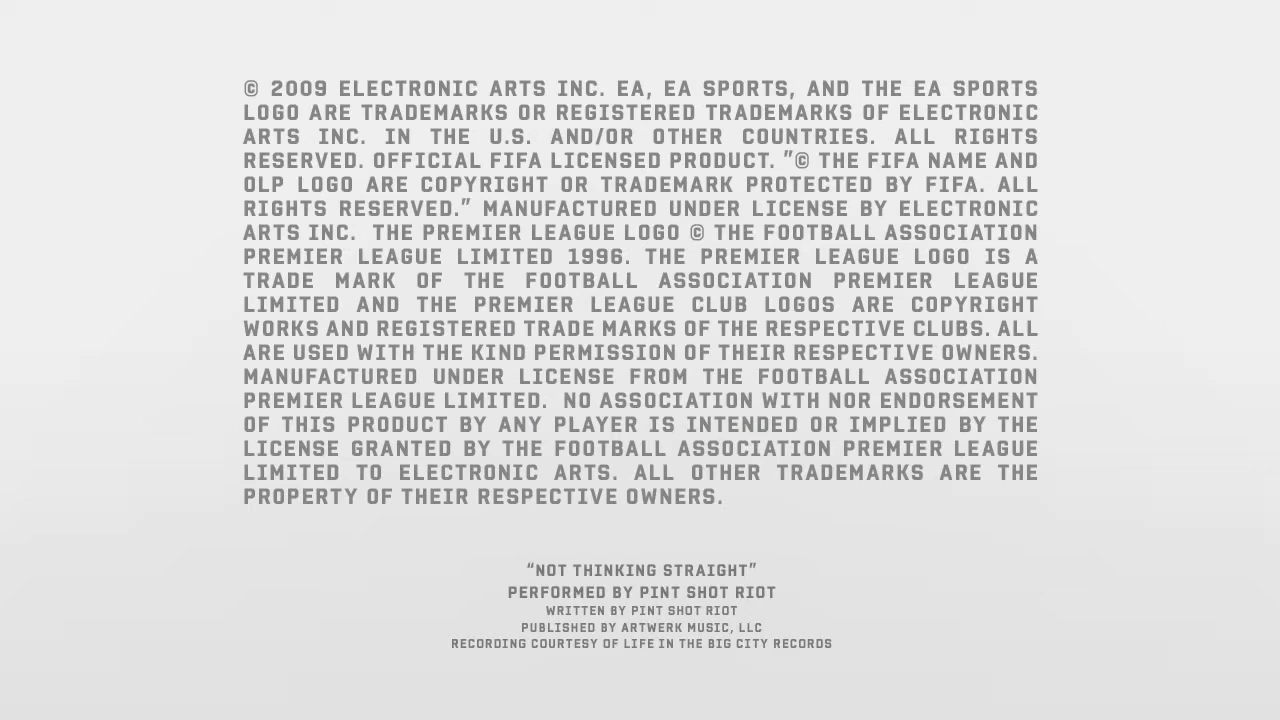 © 2009 ELECTRONIC ARTS INC. EA, EA SPORTS, AND THE EA SPORTS
LOGO ARE TRADEMARKS OR REGISTERED TRADEMARKS OF ELECTRONIC
ARTS INC. IN THE U.S. AND/OR OTHER COUNTRIES. ALL RIGHTS
RESERVED. OFFICIAL FIFA LICENSED PRODUCT. "© THE FIFA NAME AND
OLP LOGO ARE COPYRIGHT OR TRADEMARK PROTECTED BY FIFA. ALL
RIGHTS RESERVED." MANUFACTURED UNDER LICENSE BY ELECTRONIC
ARTS INC. THE PREMIER LEAGUE LOGO © THE FOOTBALL ASSOCIATION
PREMIER LEAGUE LIMITED 1996. THE PREMIER LEAGUE LOGO IS A
TRADE MARK OF THE FOOTBALL ASSOCIATION PREMIER LEAGUE
LIMITED AND THE PREMIER LEAGUE CLUB LOGOS ARE COPYRIGHT
WORKS AND REGISTERED TRADE MARKS OF THE RESPECTIVE CLUBS. ALL
ARE USED WITH THE KIND PERMISSION OF THEIR RESPECTIVE OWNERS.
MANUFACTURED UNDER LICENSE FROM THE FOOTBALL ASSOCIATION
PREMIER LEAGUE LIMITED. NO ASSOCIATION WITH NOR ENDORSEMENT
OF THIS PRODUCT BY ANY PLAYER IS INTENDED OR IMPLIED BY THE
LICENSE GRANTED BY THE FOOTBALL ASSOCIATION PREMIER LEAGUE
LIMITED TO ELECTRONIC ARTS. ALL OTHER TRADEMARKS ARE THE
PROPERTY OF THEIR RESPECTIVE OWNERS.
“NOT THINKING STRAIGHT”
PERFORMED BY PINT SHOT RIOT
WRITTEN BY PINT SHOT RIOT
PUBLISHED BY ARTWERK MUSIC, LLC
RECORDING COURTESY OF LIFE IN THE BIG CITY RECORDS